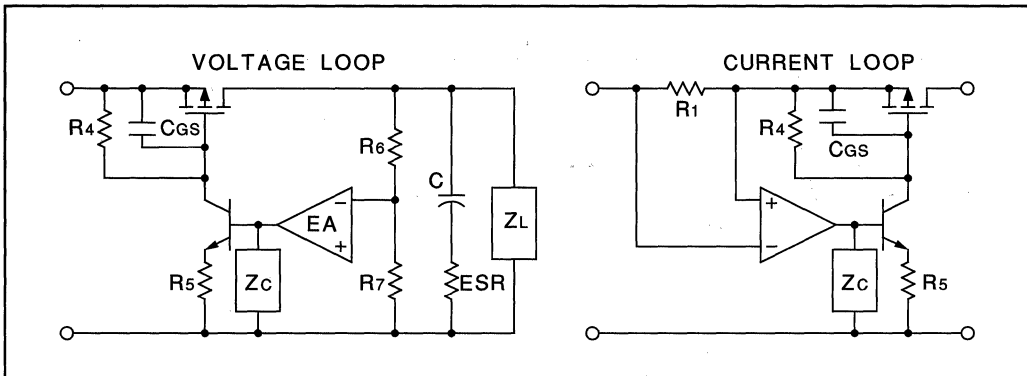 VOLTAGE LOOP
R4
CGS
R6
C
EA
−
+
ZL
R5
ZC
R7
ESR
CURRENT LOOP
R1
R4
CGS
+
−
ZC
R5